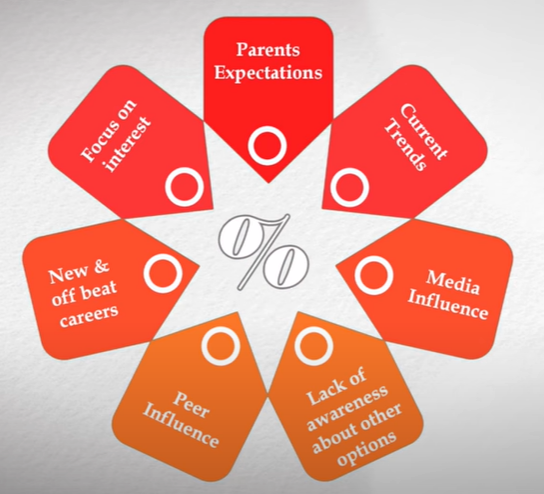 Parents
Expectations
Current
Trends
Media
Influence
Lack of
awareness
about other
options
Peer
Influence
New &
off beat
careers
Focus on
interest
%